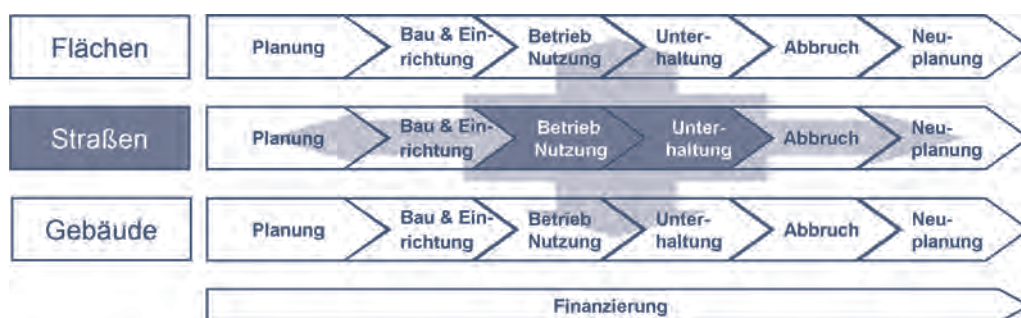 Flächen
Planung
Bau & Ein-
richtung
Betrieb
Nutzung
Unter-
haltung
Abbruch
Neu-
planung
Straßen
Planung
Bau & Ein-
richtung
Betrieb
Nutzung
Unter-
haltung
Abbruch
Neu-
planung
Gebäude
Planung
Bau & Ein-
richtung
Betrieb
Nutzung
Unter-
haltung
Abbruch
Neu-
planung
Finanzierung